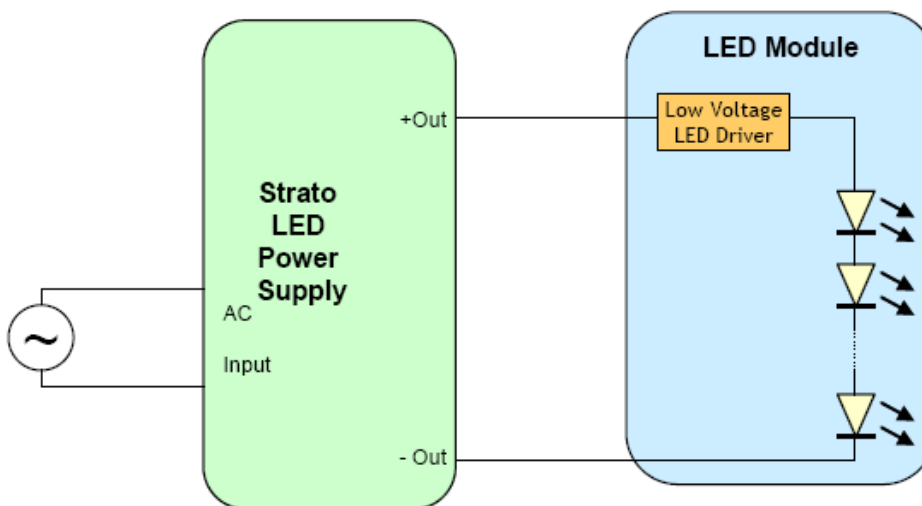 LED Module
+Out
Low Voltage
LED Driver
Strato
LED
Power
Supply
AC
Input
- Out